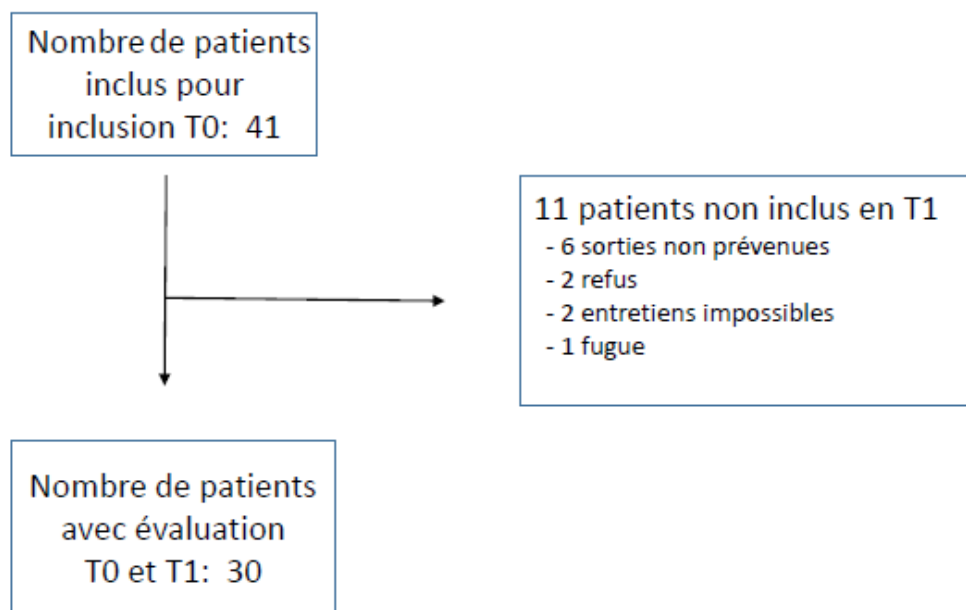 Nombre de patients
inclus pour
inclusion T0: 41
11 patients non inclus en T1
- 6 sorties non prévenues
- 2 refus
- 2 entretiens impossibles
- 1 fugue
Nombre de patients
avec évaluation
T0 et T1: 30